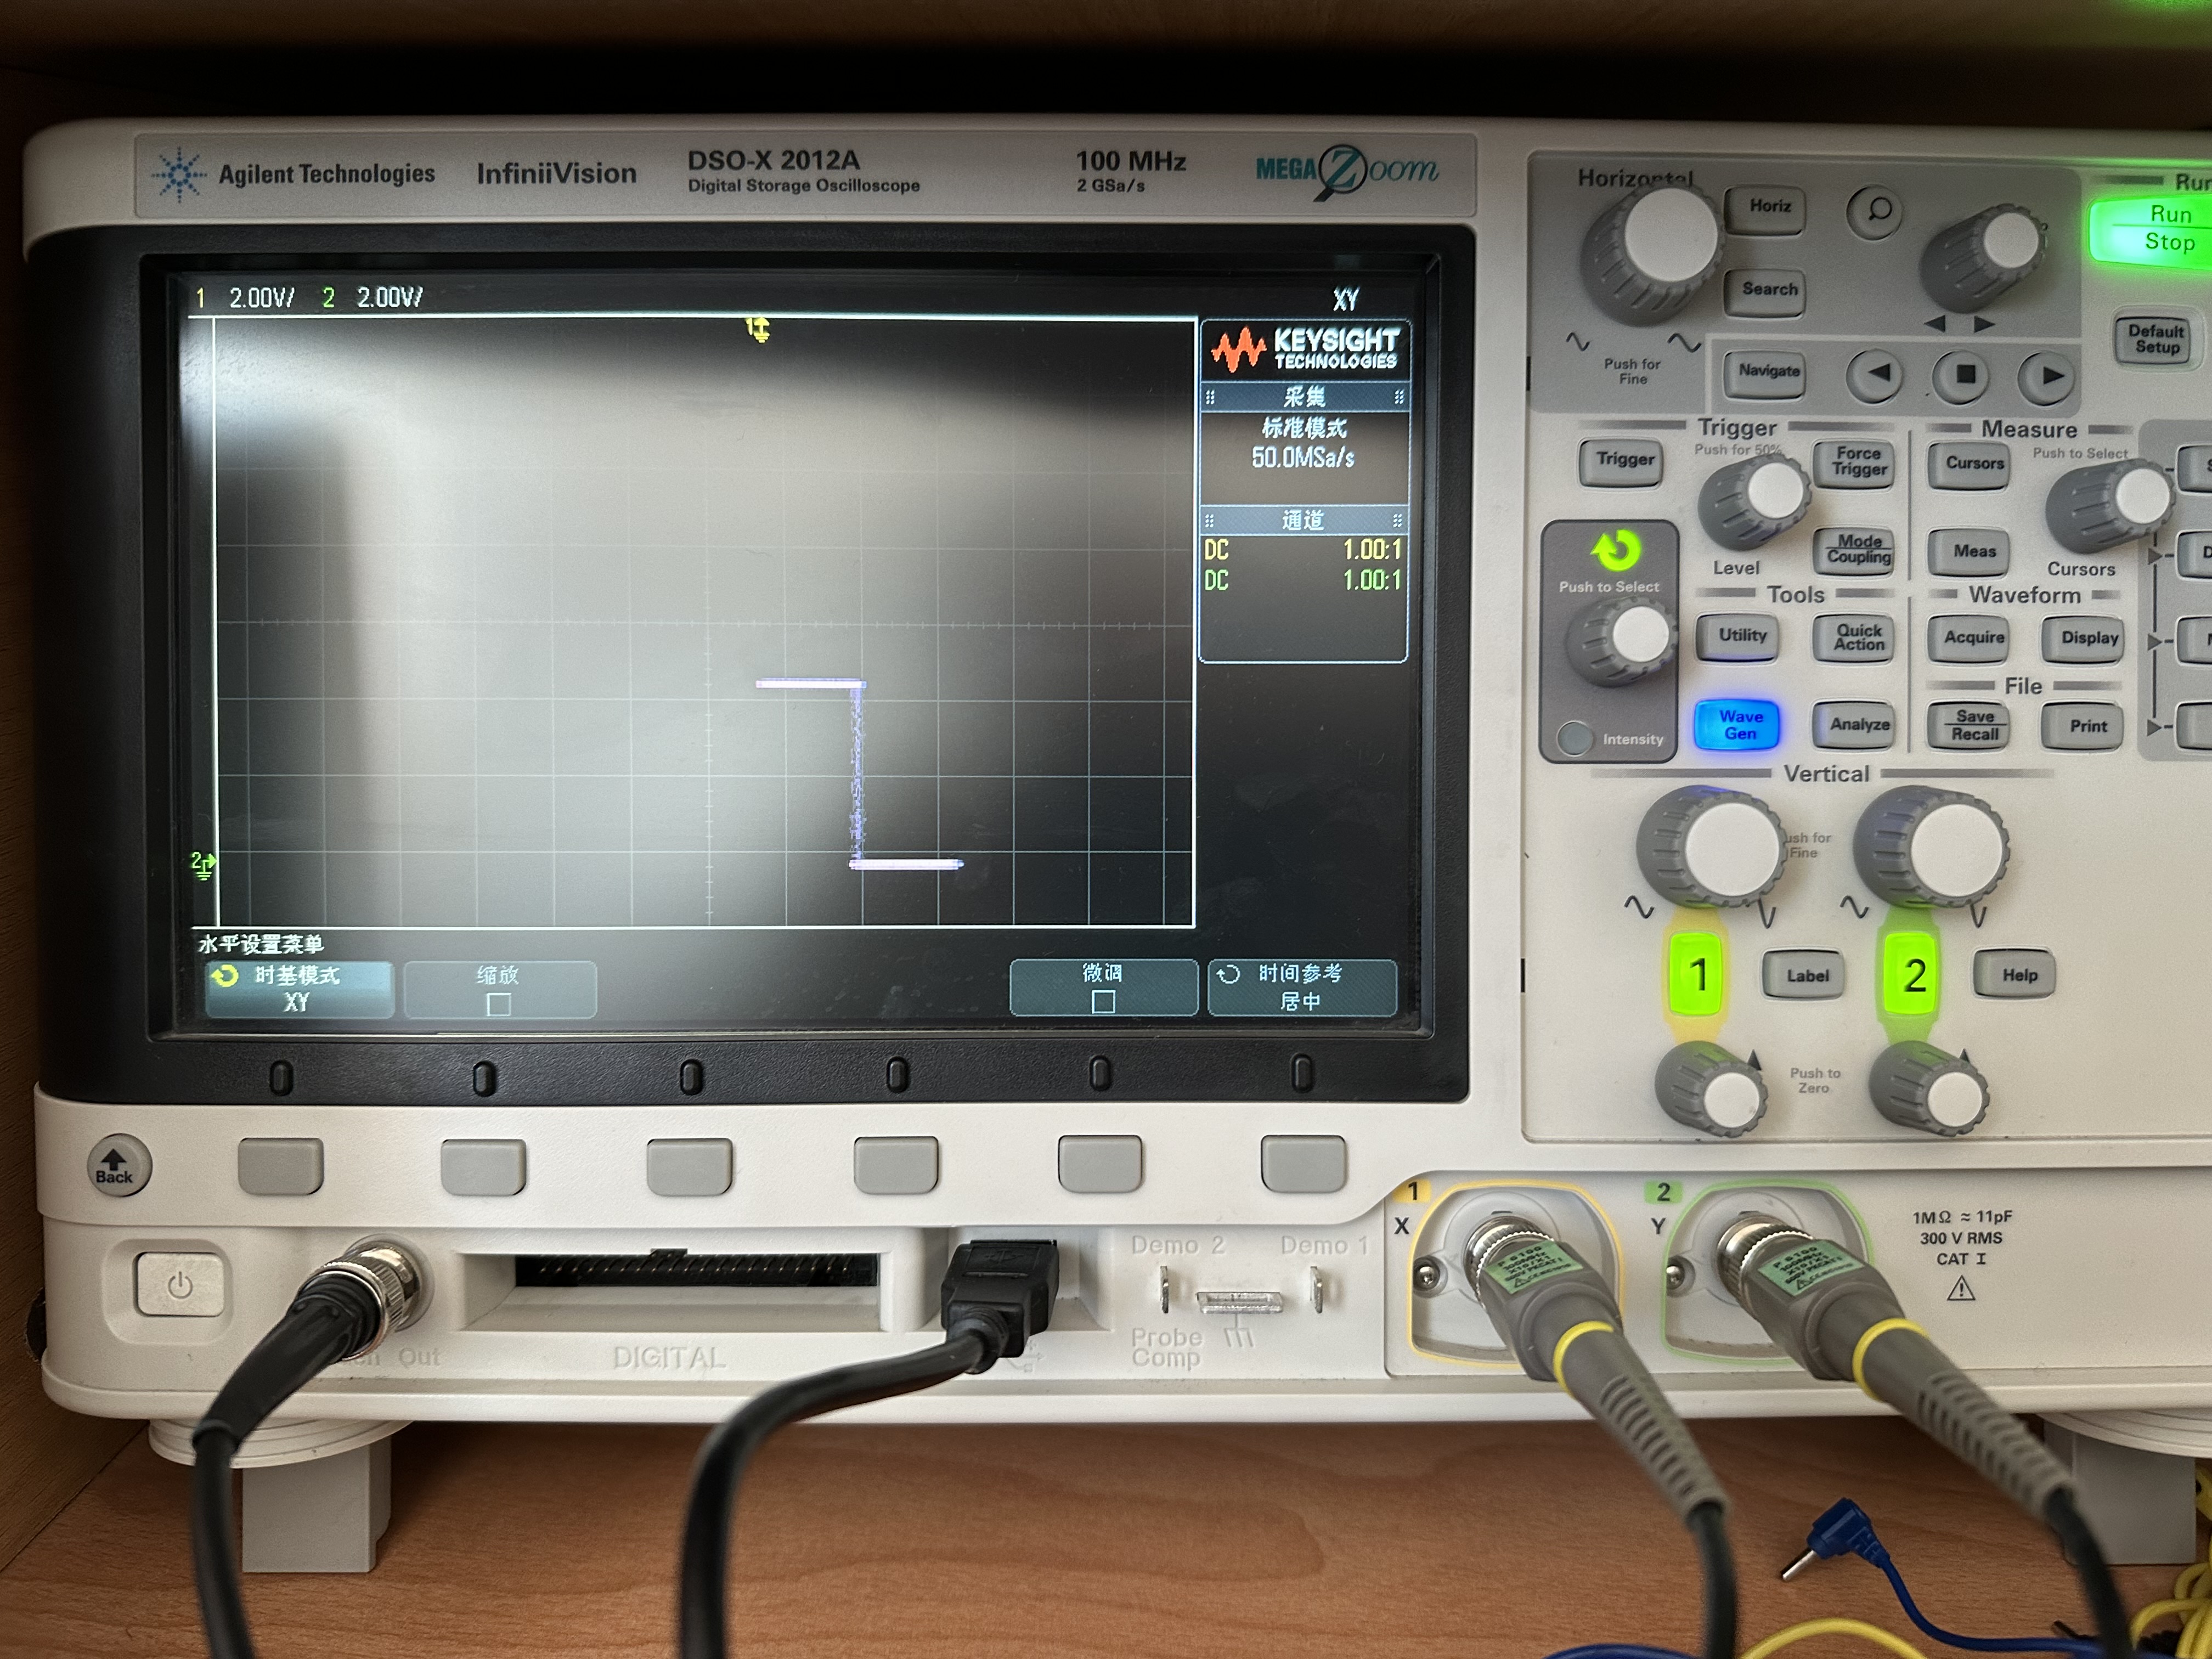 Agilent Technologies
InfiniiVision
DSO-X 2012A
Digital Storage Oscilloscope
100 MHz
2 GSa/s
MEGA Zoom
1 2.00V/ 2 2.00V/
XY
KEYSIGHT
TECHNOLOGIES
采集
标准模式
50.0MSa/s
通道
DC 1.00:1
DC 1.00:1
1
2
水平设置菜单
时基模式
XY
缩放
微调
时间参考
居中
Back
Horizontal
Horiz
Search
Navigate
Push for
Fine
Run
Stop
Default
Setup
Trigger
Push for 50%
Trigger
Force
Trigger
Level
Mode
Coupling
Measure
Push to Select
Cursors
Meas
Cursors
Push to Select
Intensity
Tools
Utility
Quick
Action
Wave
Gen
Analyze
Waveform
Acquire
Display
File
Save
Recall
Print
Vertical
Fine
1
Label
2
Help
Push to
Zero
Out
DIGITAL
Demo 2
Demo 1
Probe
Comp
1
X
2
Y
1MΩ ≈ 11pF
300 V RMS
CAT I